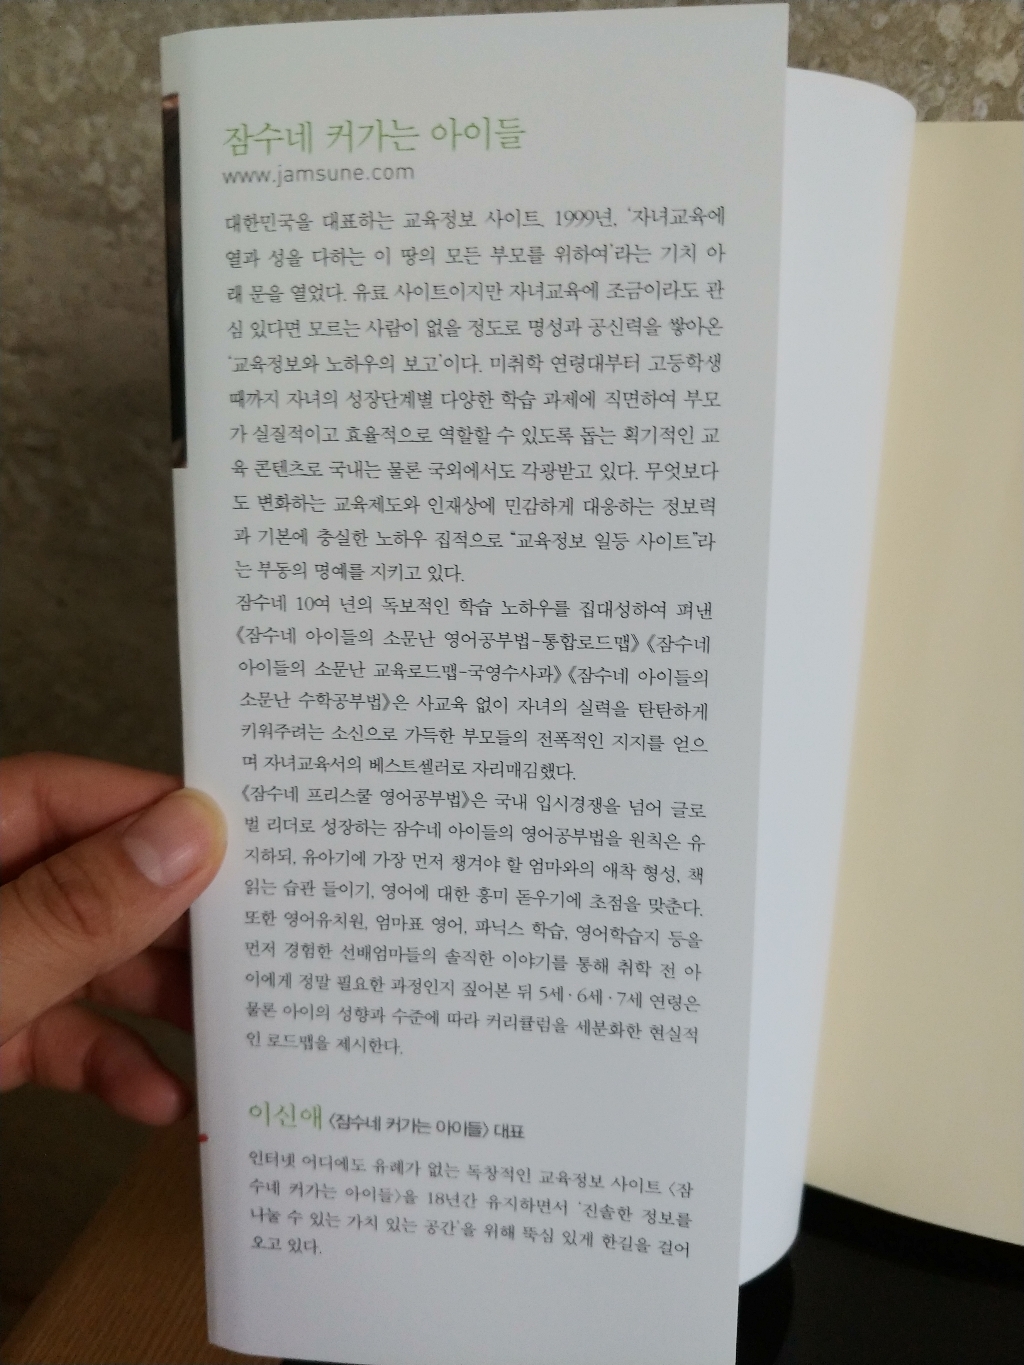 잠수네 커가는 아이들
www.jamsune.com
대한민국을 대표하는 교육정보 사이트. 1999년, '자녀교육에
열과 성을 다하는 이 땅의 모든 부모를 위하여'라는 기치 아
래 문을 열었다. 유료 사이트이지만 자녀교육에 조금이라도 관
심 있다면 모르는 사람이 없을 정도로 명성과 공신력을 쌓아온
'교육정보와 노하우의 보고'이다. 미취학 연령대부터 고등학생
때까지 자녀의 성장단계별 다양한 학습 과제에 직면하여 부모
가 실질적이고 효율적으로 역할할 수 있도록 돕는 획기적인 교
육 콘텐츠로 국내는 물론 국외에서도 각광받고 있다. 무엇보다
도 변화하는 교육제도와 인재상에 민감하게 대응하는 정보력
과 기본에 충실한 노하우 집적으로 "교육정보 일등 사이트"라
는 부동의 명예를 지키고 있다.
잠수네 10여 년의 독보적인 학습 노하우를 집대성하여 펴낸
《잠수네 아이들의 소문난 영어공부법-통합로드맵》《잠수네
아이들의 소문난 교육로드맵-국영수사과》《잠수네 아이들의
소문난 수학공부법》은 사교육 없이 자녀의 실력을 탄탄하게
키워주려는 소신으로 가득한 부모들의 전폭적인 지지를 얻으
며 자녀교육서의 베스트셀러로 자리매김했다.
《잠수네 프리스쿨 영어공부법》은 국내 입시경쟁을 넘어 글로
벌 리더로 성장하는 잠수네 아이들의 영어공부법을 원칙은 유
지하되, 유아기에 가장 먼저 챙겨야 할 엄마와의 애착 형성, 책
읽는 습관 들이기, 영어에 대한 흥미 돋우기에 초점을 맞춘다.
또한 영어유치원, 엄마표 영어, 파닉스 학습, 영어학습지 등을
먼저 경험한 선배엄마들의 솔직한 이야기를 통해 취학 전 아
이에게 정말 필요한 과정인지 짚어본 뒤 5세·6세·7세 연령은
물론 아이의 성향과 수준에 따라 커리큘럼을 세분화한 현실적
인 로드맵을 제시한다.
이신애 〈잠수네 커가는 아이들〉 대표
인터넷 어디에도 유례가 없는 독창적인 교육정보 사이트 〈잠
수네 커가는 아이들〉을 18년간 유지하면서 '진솔한 정보를
나눌 수 있는 가치 있는 공간'을 위해 뚝심 있게 한길을 걸어
오고 있다.